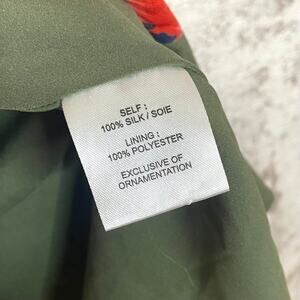 SELF :
100% SILK / SOIE
LINING :
100% POLYESTER
EXCLUSIVE OF
ORNAMENTATION